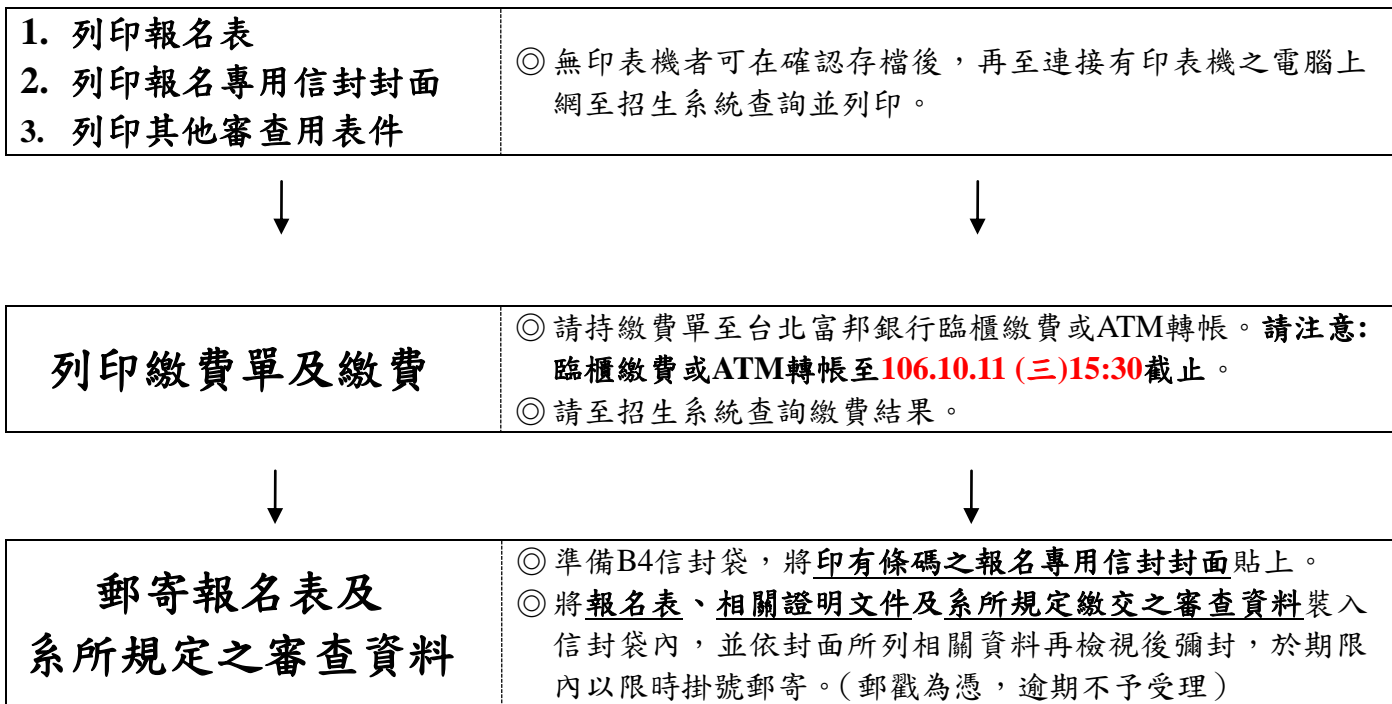 1. 列印報名表
2. 列印報名專用信封封面
3. 列印其他審查用表件
◎無印表機者可在確認存檔後，再至連接有印表機之電腦上
網至招生系統查詢並列印。
列印繳費單及繳費
◎請持繳費單至台北富邦銀行臨櫃繳費或ATM轉帳。請注意:
臨櫃繳費或ATM轉帳至106.10.11 (三)15:30截止。
◎請至招生系統查詢繳費結果。
郵寄報名表及
系所規定之審查資料
◎準備B4信封袋，將印有條碼之報名專用信封封面貼上。
◎將報名表、相關證明文件及系所規定繳交之審查資料裝入
信封袋內，並依封面所列相關資料再檢視後彌封，於期限
內以限時掛號郵寄。(郵戳為憑，逾期不予受理)